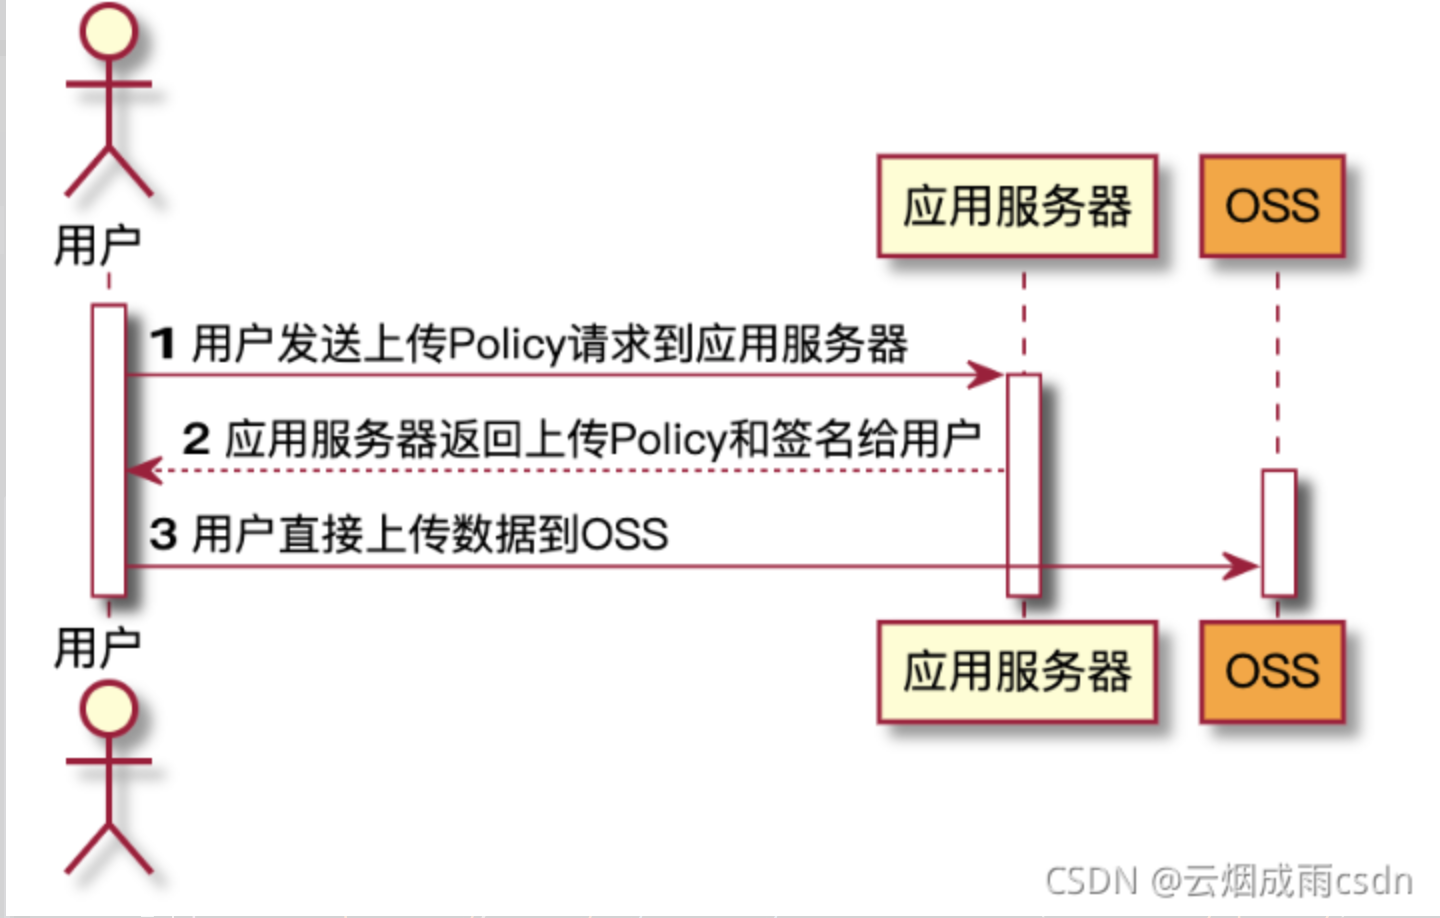 用户
应用服务器
OSS
1 用户发送上传Policy请求到应用服务器
2 应用服务器返回上传Policy和签名给用户
3 用户直接上传数据到OSS
用户
应用服务器
OSS
CSDN @云烟成雨csdn